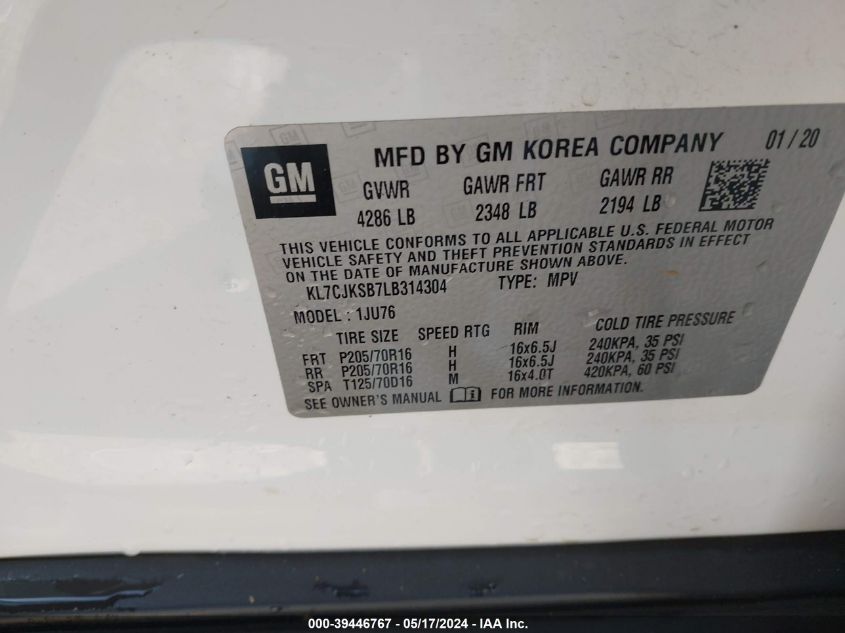 GM
MFD BY GM KOREA COMPANY 01/20
GVWR GAWR FRT GAWR RR
4286 LB 2348 LB 2194 LB
THIS VEHICLE CONFORMS TO ALL APPLICABLE U.S. FEDERAL MOTOR
VEHICLE SAFETY AND THEFT PREVENTION STANDARDS IN EFFECT
ON THE DATE OF MANUFACTURE SHOWN ABOVE.
KL7CJKSB7LB314304 TYPE: MPV
MODEL: 1JU76
TIRE SIZE SPEED RTG RIM COLD TIRE PRESSURE
FRT P205/70R16 H 16x6.5J 240KPA, 35 PSI
RR P205/70R16 H 16x6.5J 240KPA, 35 PSI
SPA T125/70D16 M 16x4.0T 420KPA, 60 PSI
SEE OWNER'S MANUAL FOR MORE INFORMATION.
000-39446767 - 05/17/2024 - IAA Inc.